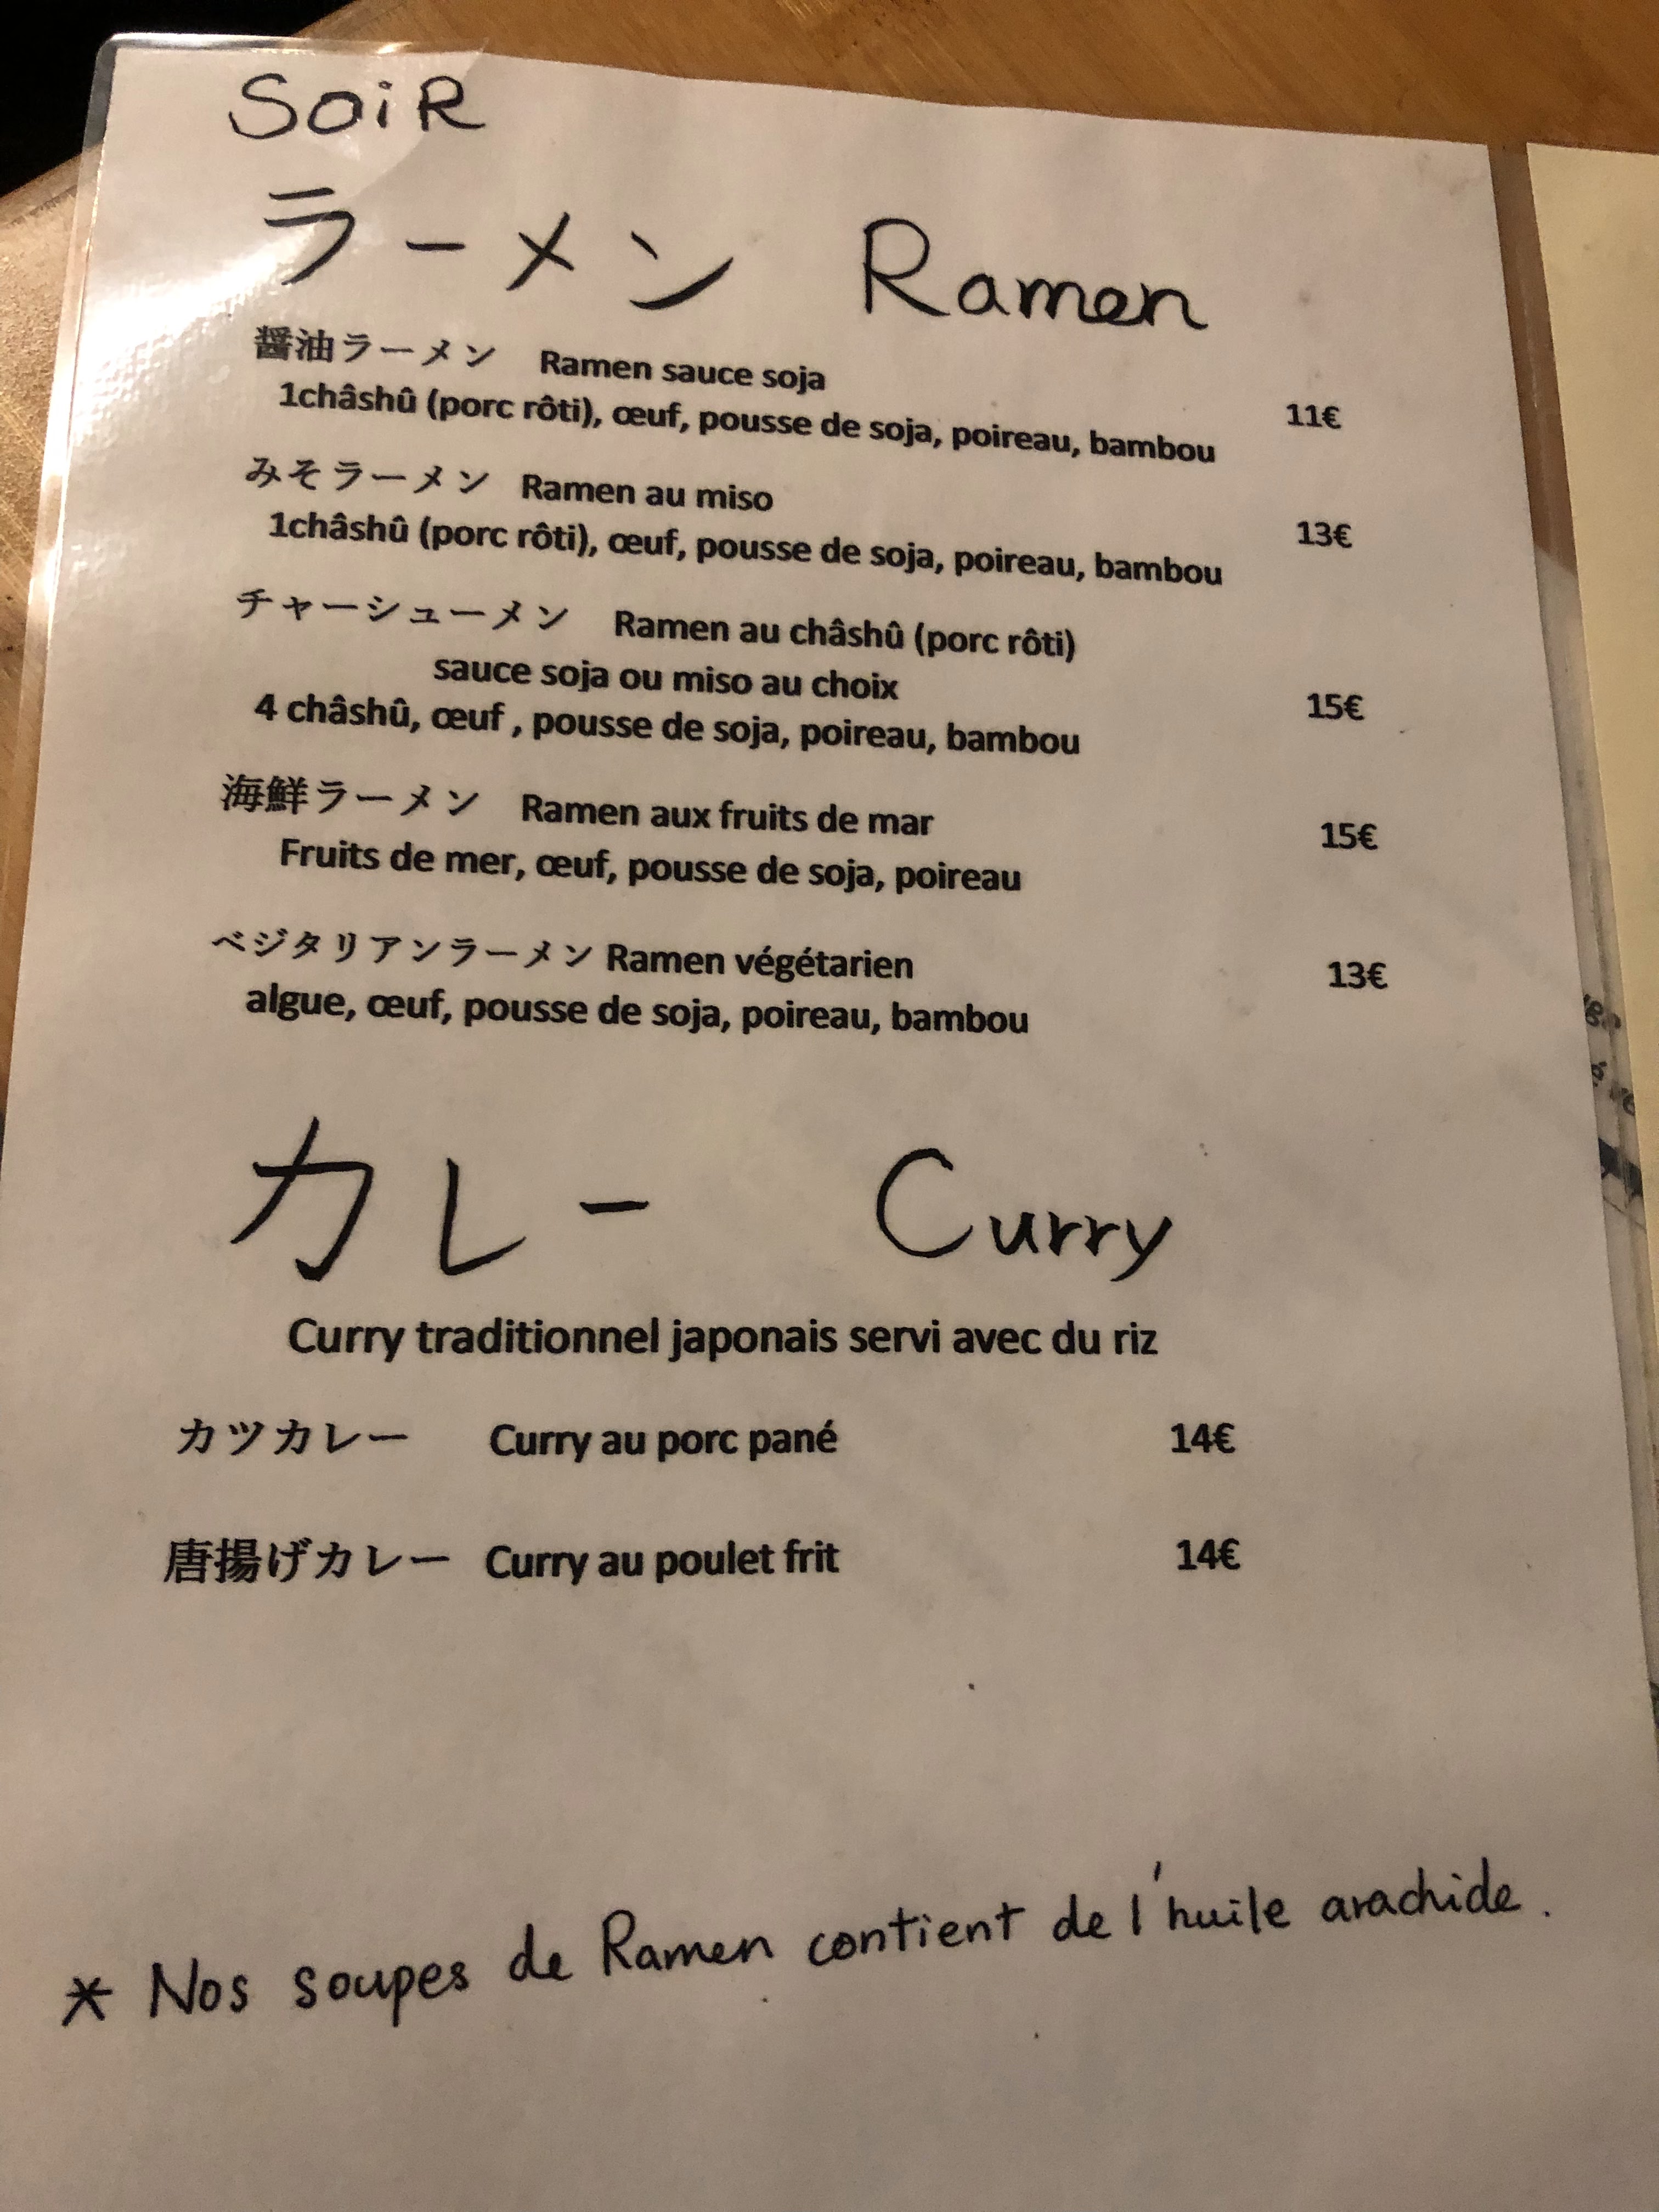 SOiR
ラーメン Ramen
醤油ラーメン Ramen sauce soja
1châshû (porc rôti), œuf, pousse de soja, poireau, bambou 11€
みそラーメン Ramen au miso
1châshû (porc rôti), œuf, pousse de soja, poireau, bambou 13€
チャーシューメン Ramen au châshû (porc rôti)
sauce soja ou miso au choix
4 châshû, œuf , pousse de soja, poireau, bambou 15€
海鮮ラーメン Ramen aux fruits de mar
Fruits de mer, œuf, pousse de soja, poireau 15€
ベジタリアンラーメン Ramen végétarien
algue, œuf, pousse de soja, poireau, bambou 13€
カレー Curry
Curry traditionnel japonais servi avec du riz
カツカレー Curry au porc pané 14€
唐揚げカレー Curry au poulet frit 14€
* Nos soupes de Ramen contient de l'huile arachide.